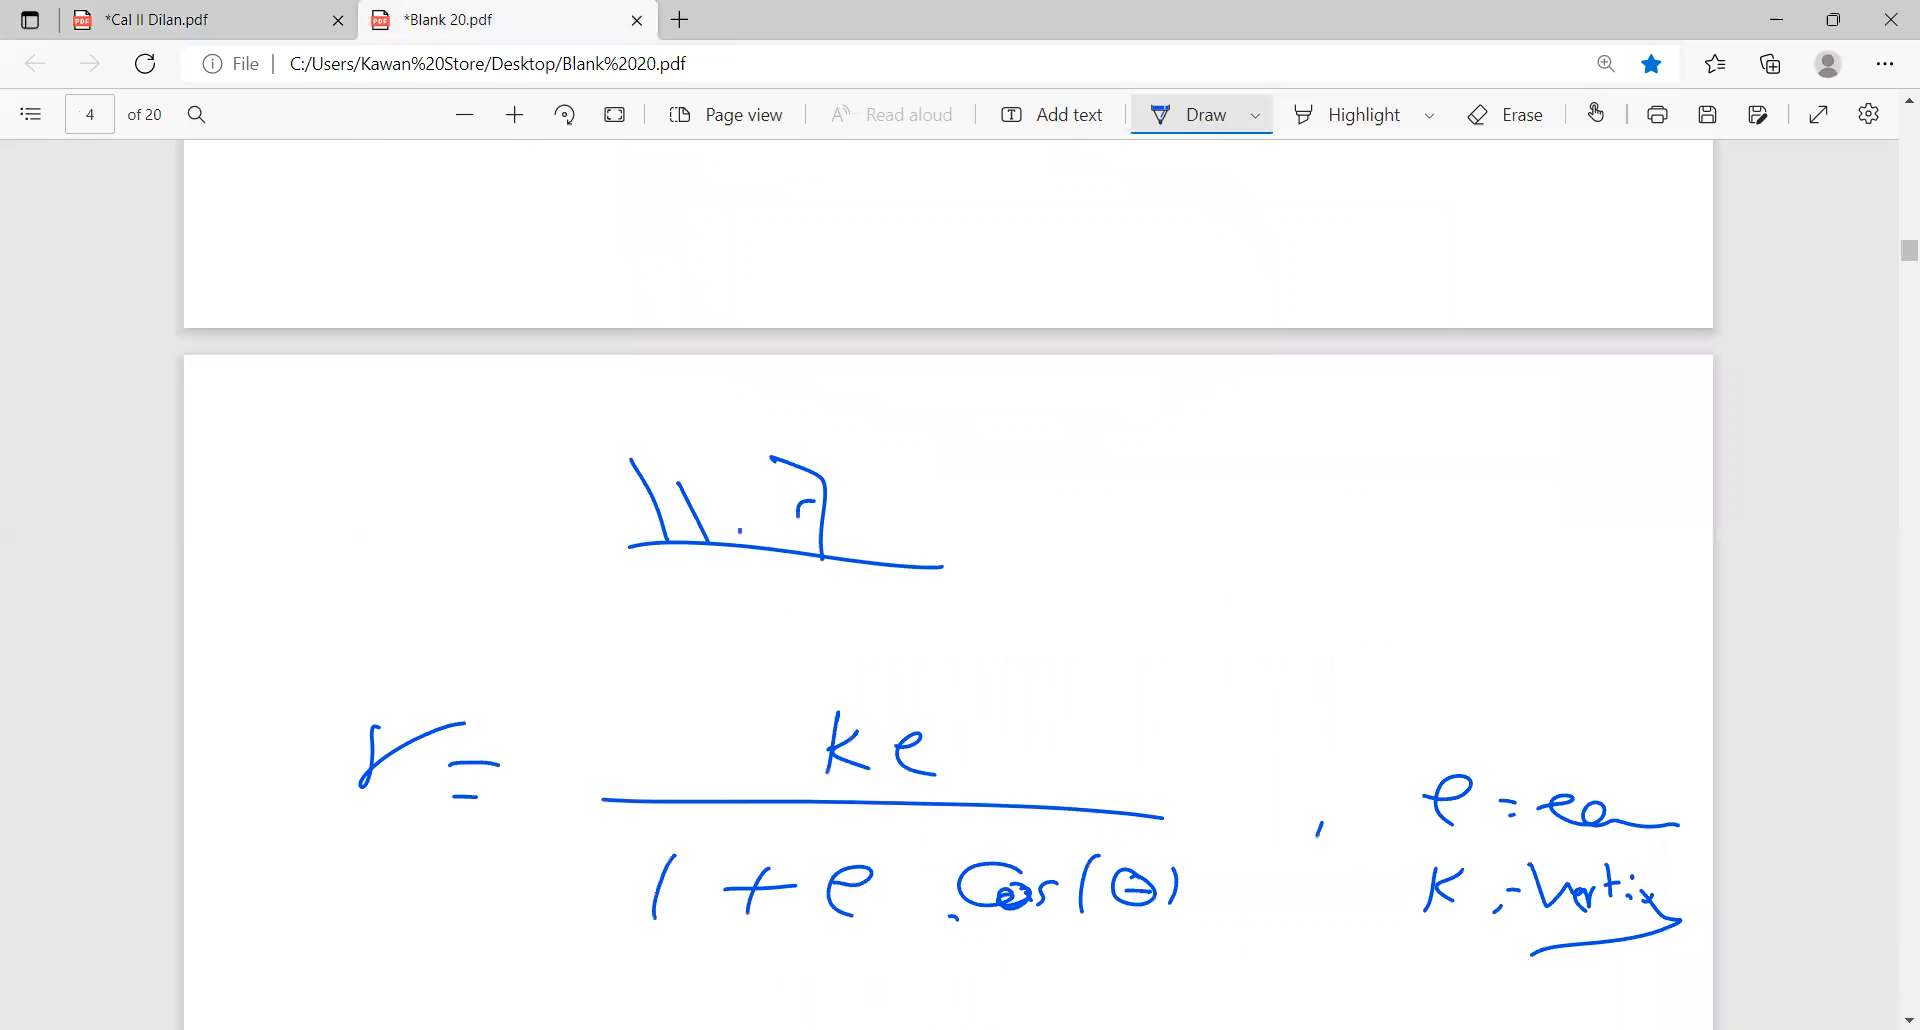 *Cal II Dilan.pdf
*Blank 20.pdf
File
C:/Users/Kawan%20Store/Desktop/Blank%2020.pdf
4 of 20
Page view
Read aloud
Add text
Draw
Highlight
Erase
11.7
r = ke / 1 + e . Cos(θ) ,
e =
K = Vertix